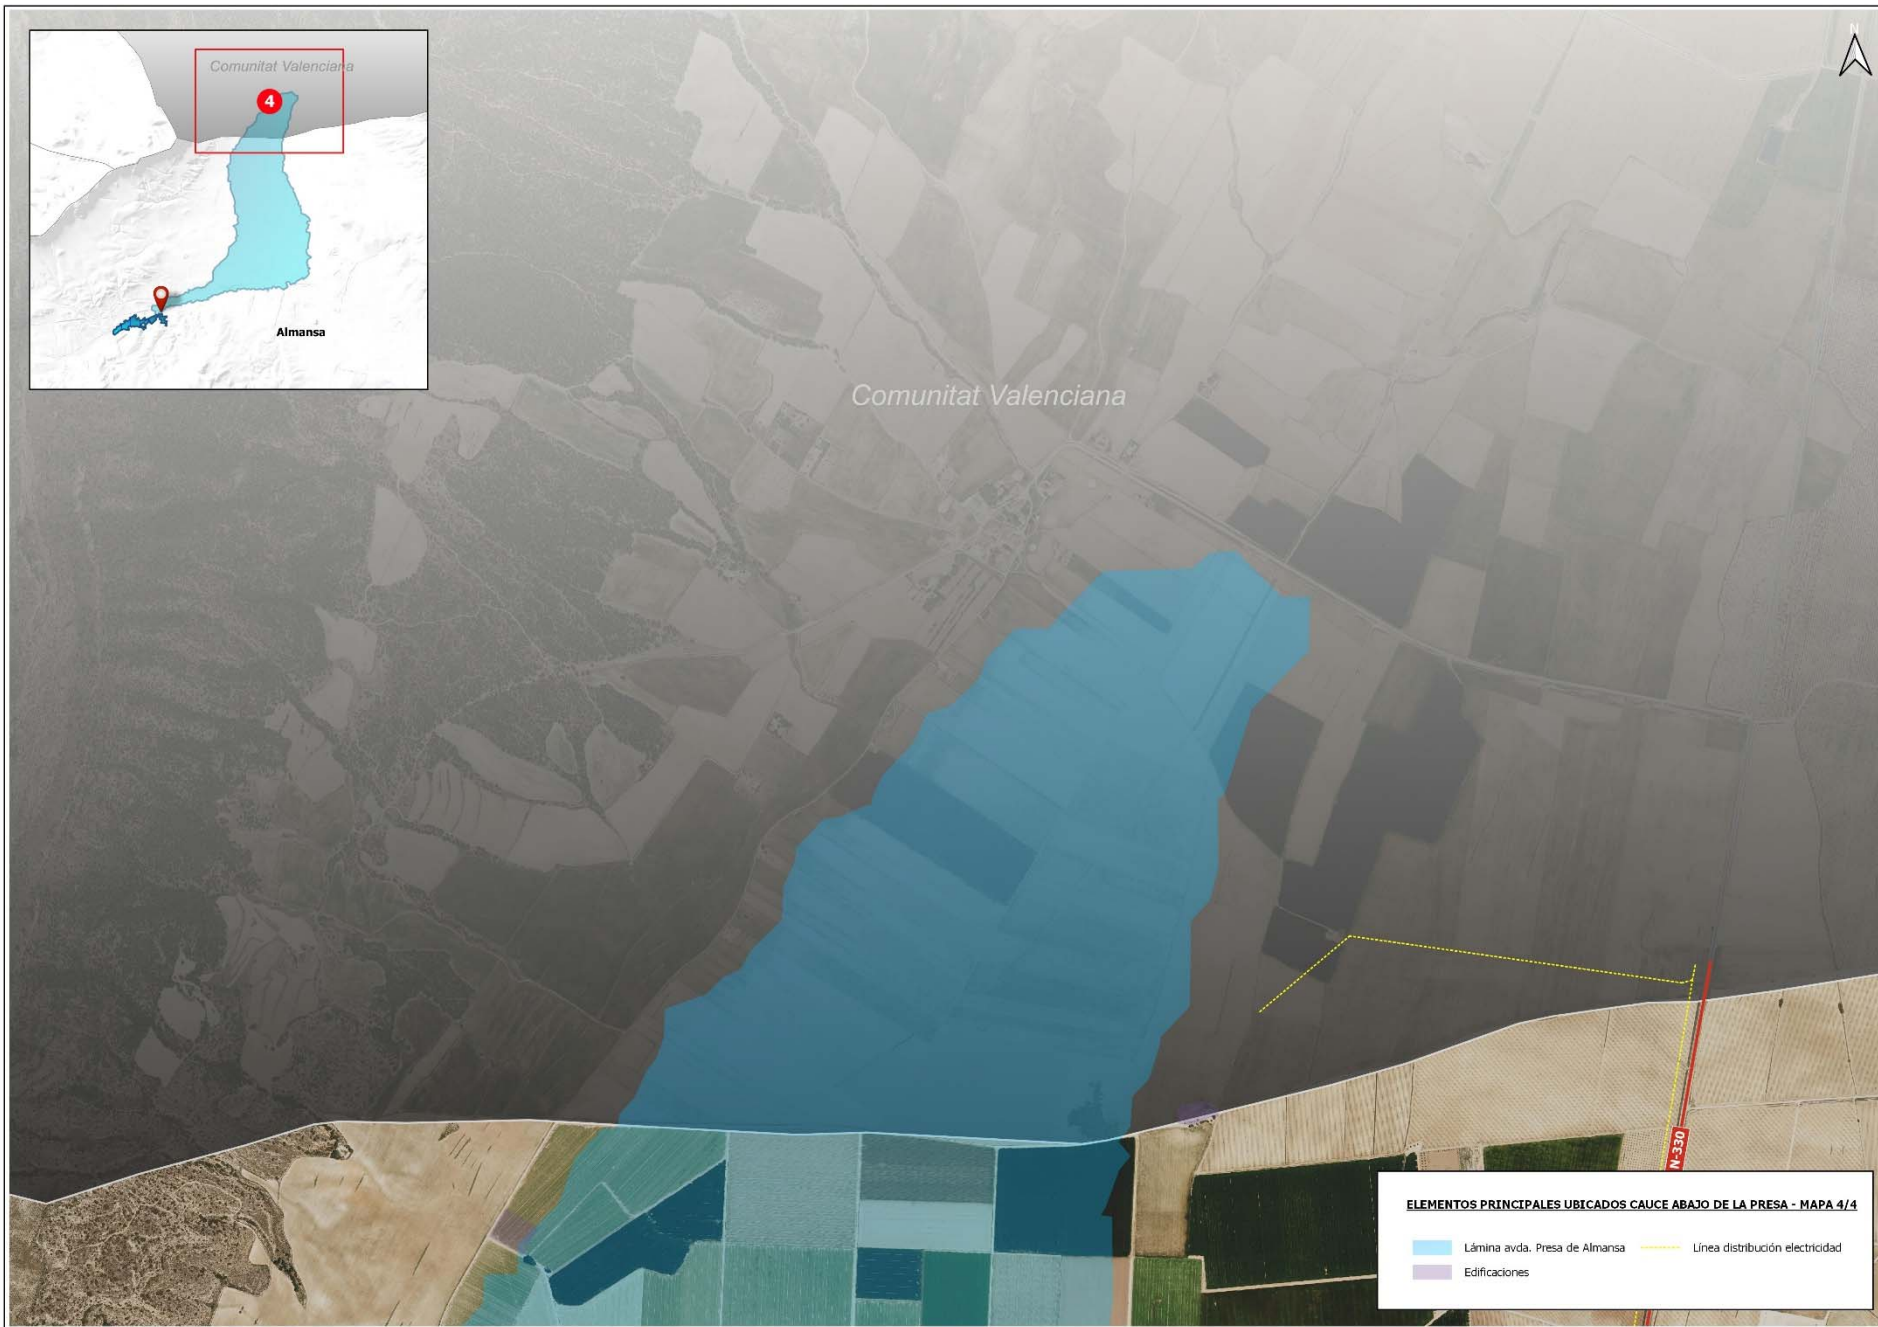 Comunitat Valenciana
4
Almansa
N
Comunitat Valenciana
N-330
ELEMENTOS PRINCIPALES UBICADOS CAUCE ABAJO DE LA PRESA - MAPA 4/4
Lámina avda. Presa de Almansa
Línea distribución electricidad
Edificaciones